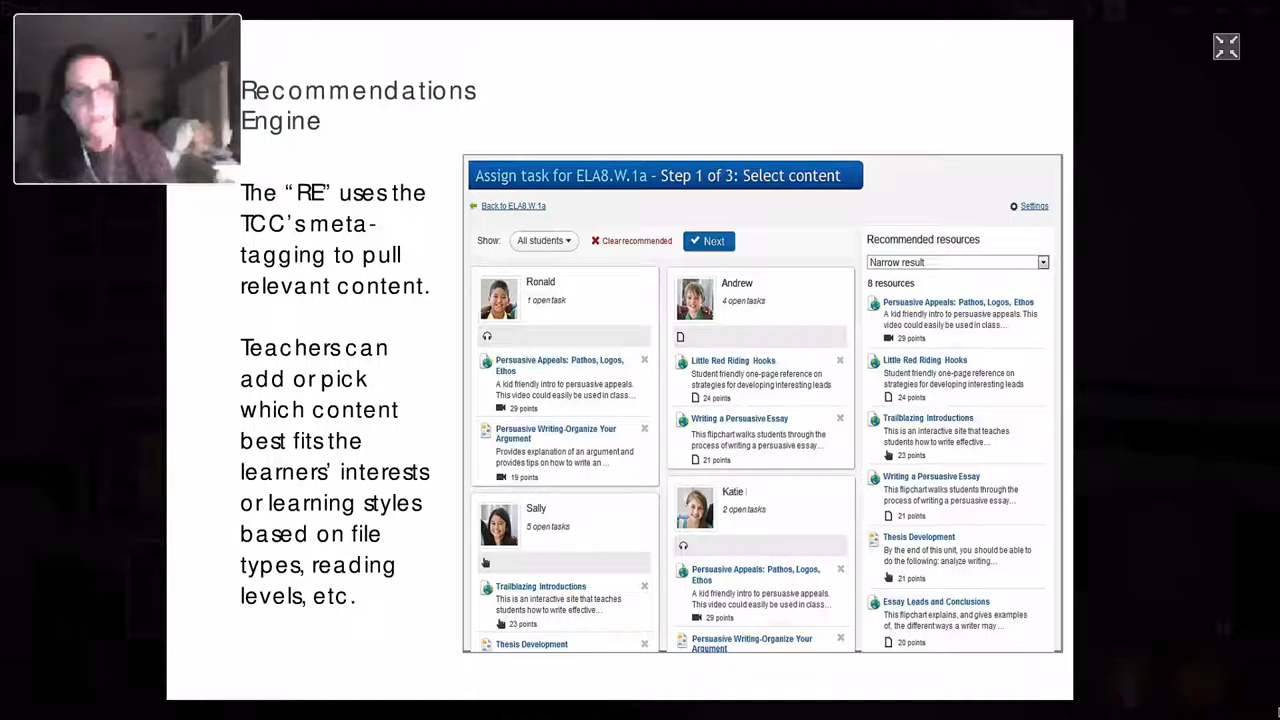 Recommendations
Engine
The “RE” uses the
TCC’s meta-
tagging to pull
relevant content.
Teachers can
add or pick
which content
best fits the
learners’ interests
or learning styles
based on file
types, reading
levels, etc.
Assign task for ELA8.W.1a - Step 1 of 3: Select content
Back to ELA8.W.1a
Settings
Show:
All students
Clear recommended
Next
Ronald
1 open task
Persuasive Appeals: Pathos, Logos,
Ethos
A kid friendly intro to persuasive appeals.
This video could easily be used in class...
29 points
Persuasive Writing-Organize Your
Argument
Provides explanation of an argument and
provides tips on how to write an ...
19 points
Sally
5 open tasks
Trailblazing Introductions
This is an interactive site that teaches
students how to write effective...
23 points
Thesis Development
Andrew
4 open tasks
Little Red Riding Hooks
Student friendly one-page reference on
strategies for developing interesting leads
24 points
Writing a Persuasive Essay
This flipchart walks students through the
process of writing a persuasive essay...
21 points
Katie
2 open tasks
Persuasive Appeals: Pathos, Logos,
Ethos
A kid friendly intro to persuasive appeals.
This video could easily be used in class...
29 points
Persuasive Writing-Organize Your
Argument
Recommended resources
Narrow result
8 resources
Persuasive Appeals: Pathos, Logos, Ethos
A kid friendly intro to persuasive appeals. This
video could easily be used in class...
29 points
Little Red Riding Hooks
Student friendly one-page reference on
strategies for developing interesting leads
24 points
Trailblazing Introductions
This is an interactive site that teaches
students how to write effective...
23 points
Writing a Persuasive Essay
This flipchart walks students through the
process of writing a persuasive essay...
21 points
Thesis Development
By the end of this unit, you should be able to
do the following: analyze writing...
21 points
Essay Leads and Conclusions
This flipchart explains, and gives examples
of, the different ways a writer may ...
20 points